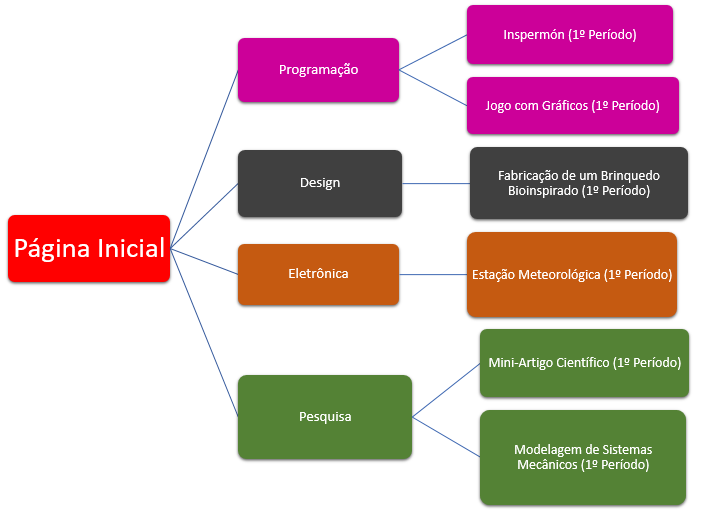 Página Inicial
Programação
Inspermón (1º Período)
Jogo com Gráficos (1º Período)
Design
Fabricação de um Brinquedo
Bioinspirado (1º Período)
Eletrônica
Estação Meteorológica (1º Período)
Pesquisa
Mini-Artigo Científico (1º Período)
Modelagem de Sistemas
Mecânicos (1º Período)